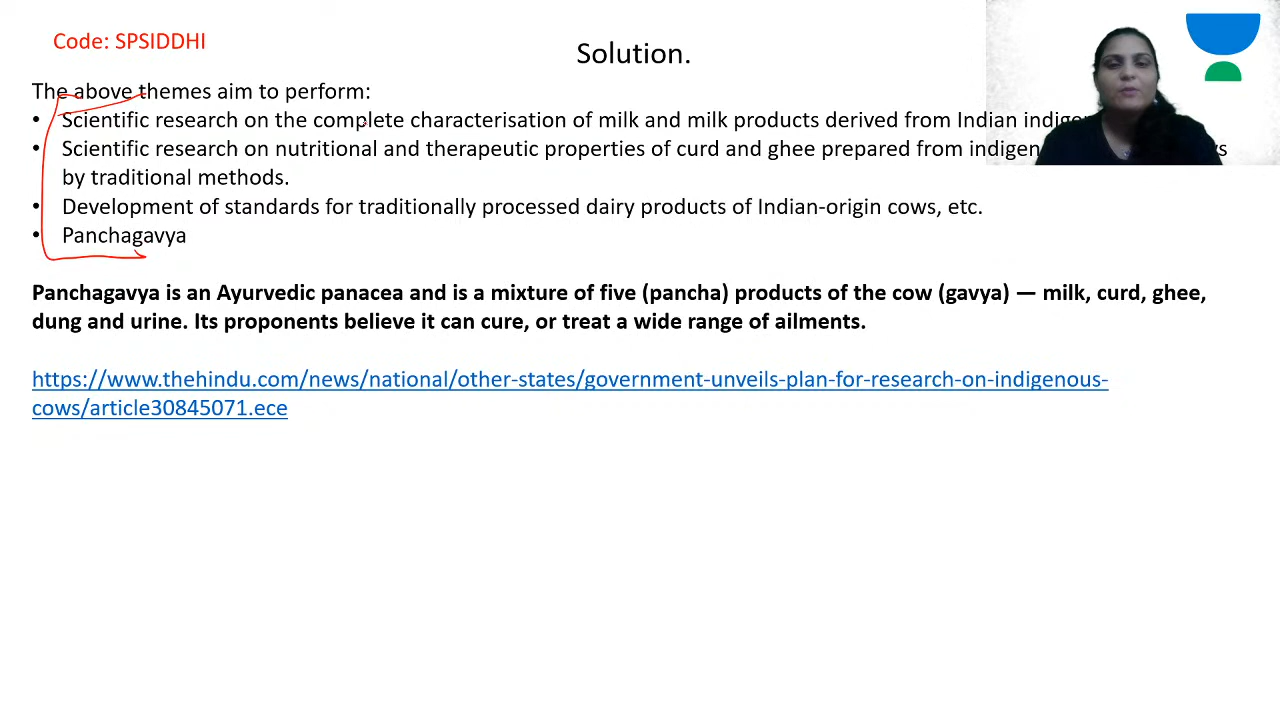 Code: SPSIDDHI
Solution.
The above themes aim to perform:
• Scientific research on the complete characterisation of milk and milk products derived from Indian
• Scientific research on nutritional and therapeutic properties of curd and ghee prepared from
by traditional methods.
• Development of standards for traditionally processed dairy products of Indian-origin cows, etc.
• Panchagavya
Panchagavya is an Ayurvedic panacea and is a mixture of five (pancha) products of the cow (gavya) — milk, curd, ghee,
dung and urine. Its proponents believe it can cure, or treat a wide range of ailments.
https://www.thehindu.com/news/national/other-states/government-unveils-plan-for-research-on-indigenous-
cows/article30845071.ece